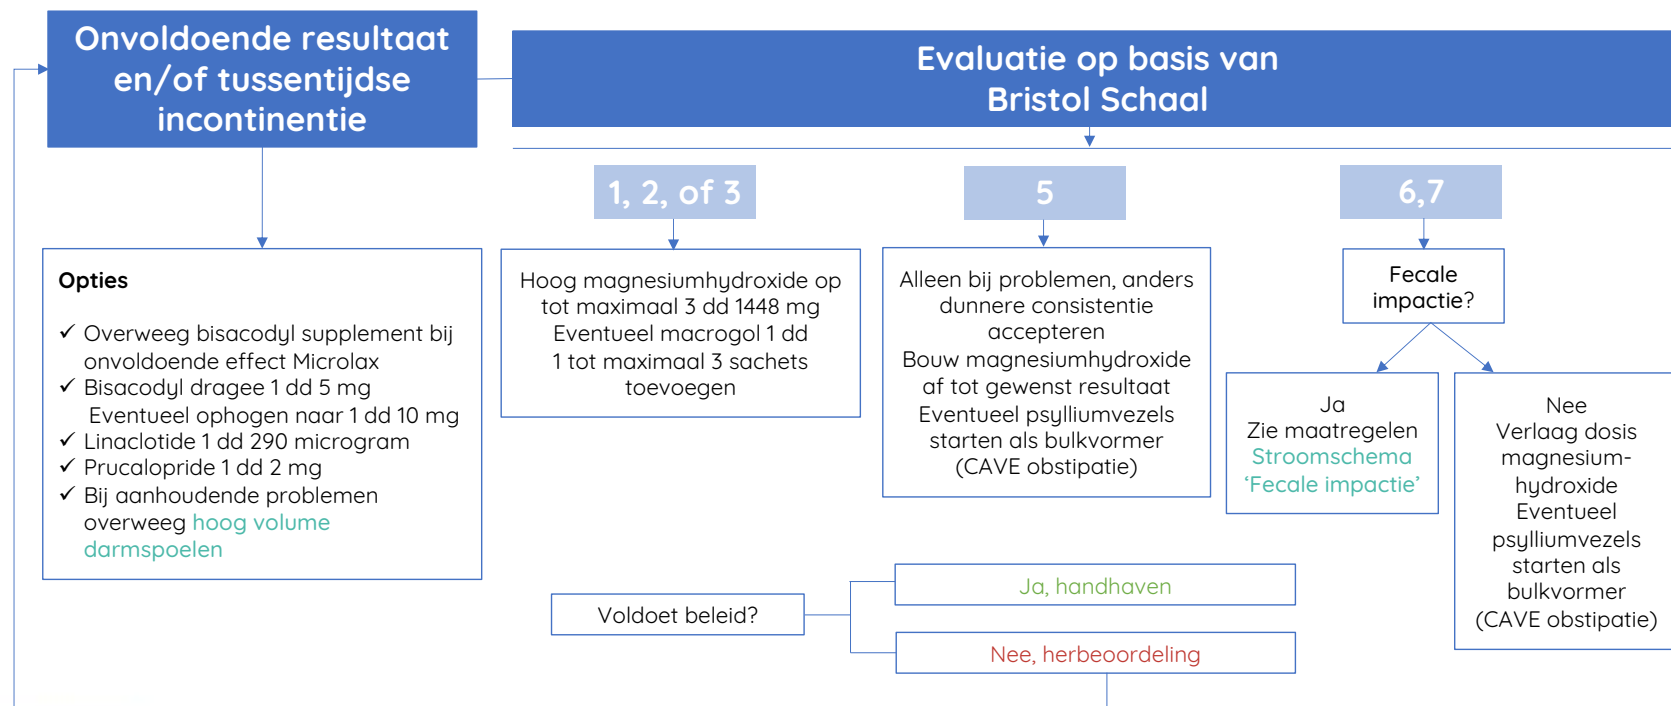 Onvoldoende resultaat
en/of tussentijdse
incontinentie
Evaluatie op basis van
Bristol Schaal
1, 2, of 3
5
6,7
Opties
✓ Overweeg bisacodyl supplement bij
onvoldoende effect Microlax
✓ Bisacodyl dragee 1 dd 5 mg
Eventueel ophogen naar 1 dd 10 mg
✓ Linaclotide 1 dd 290 microgram
✓ Prucalopride 1 dd 2 mg
✓ Bij aanhoudende problemen
overweeg hoog volume
darmspoelen
Hoog magnesiumhydroxide op
tot maximaal 3 dd 1448 mg
Eventueel macrogol 1 dd
1 tot maximaal 3 sachets
toevoegen
Alleen bij problemen, anders
dunnere consistentie
accepteren
Bouw magnesiumhydroxide
af tot gewenst resultaat
Eventueel psylliumvezels
starten als bulkvormer
(CAVE obstipatie)
Fecale
impactie?
Ja
Zie maatregelen
Stroomschema
‘Fecale impactie’
Nee
Verlaag dosis
magnesium-
hydroxide
Eventueel
psylliumvezels
starten als
bulkvormer
(CAVE obstipatie)
Voldoet beleid?
Ja, handhaven
Nee, herbeoordeling